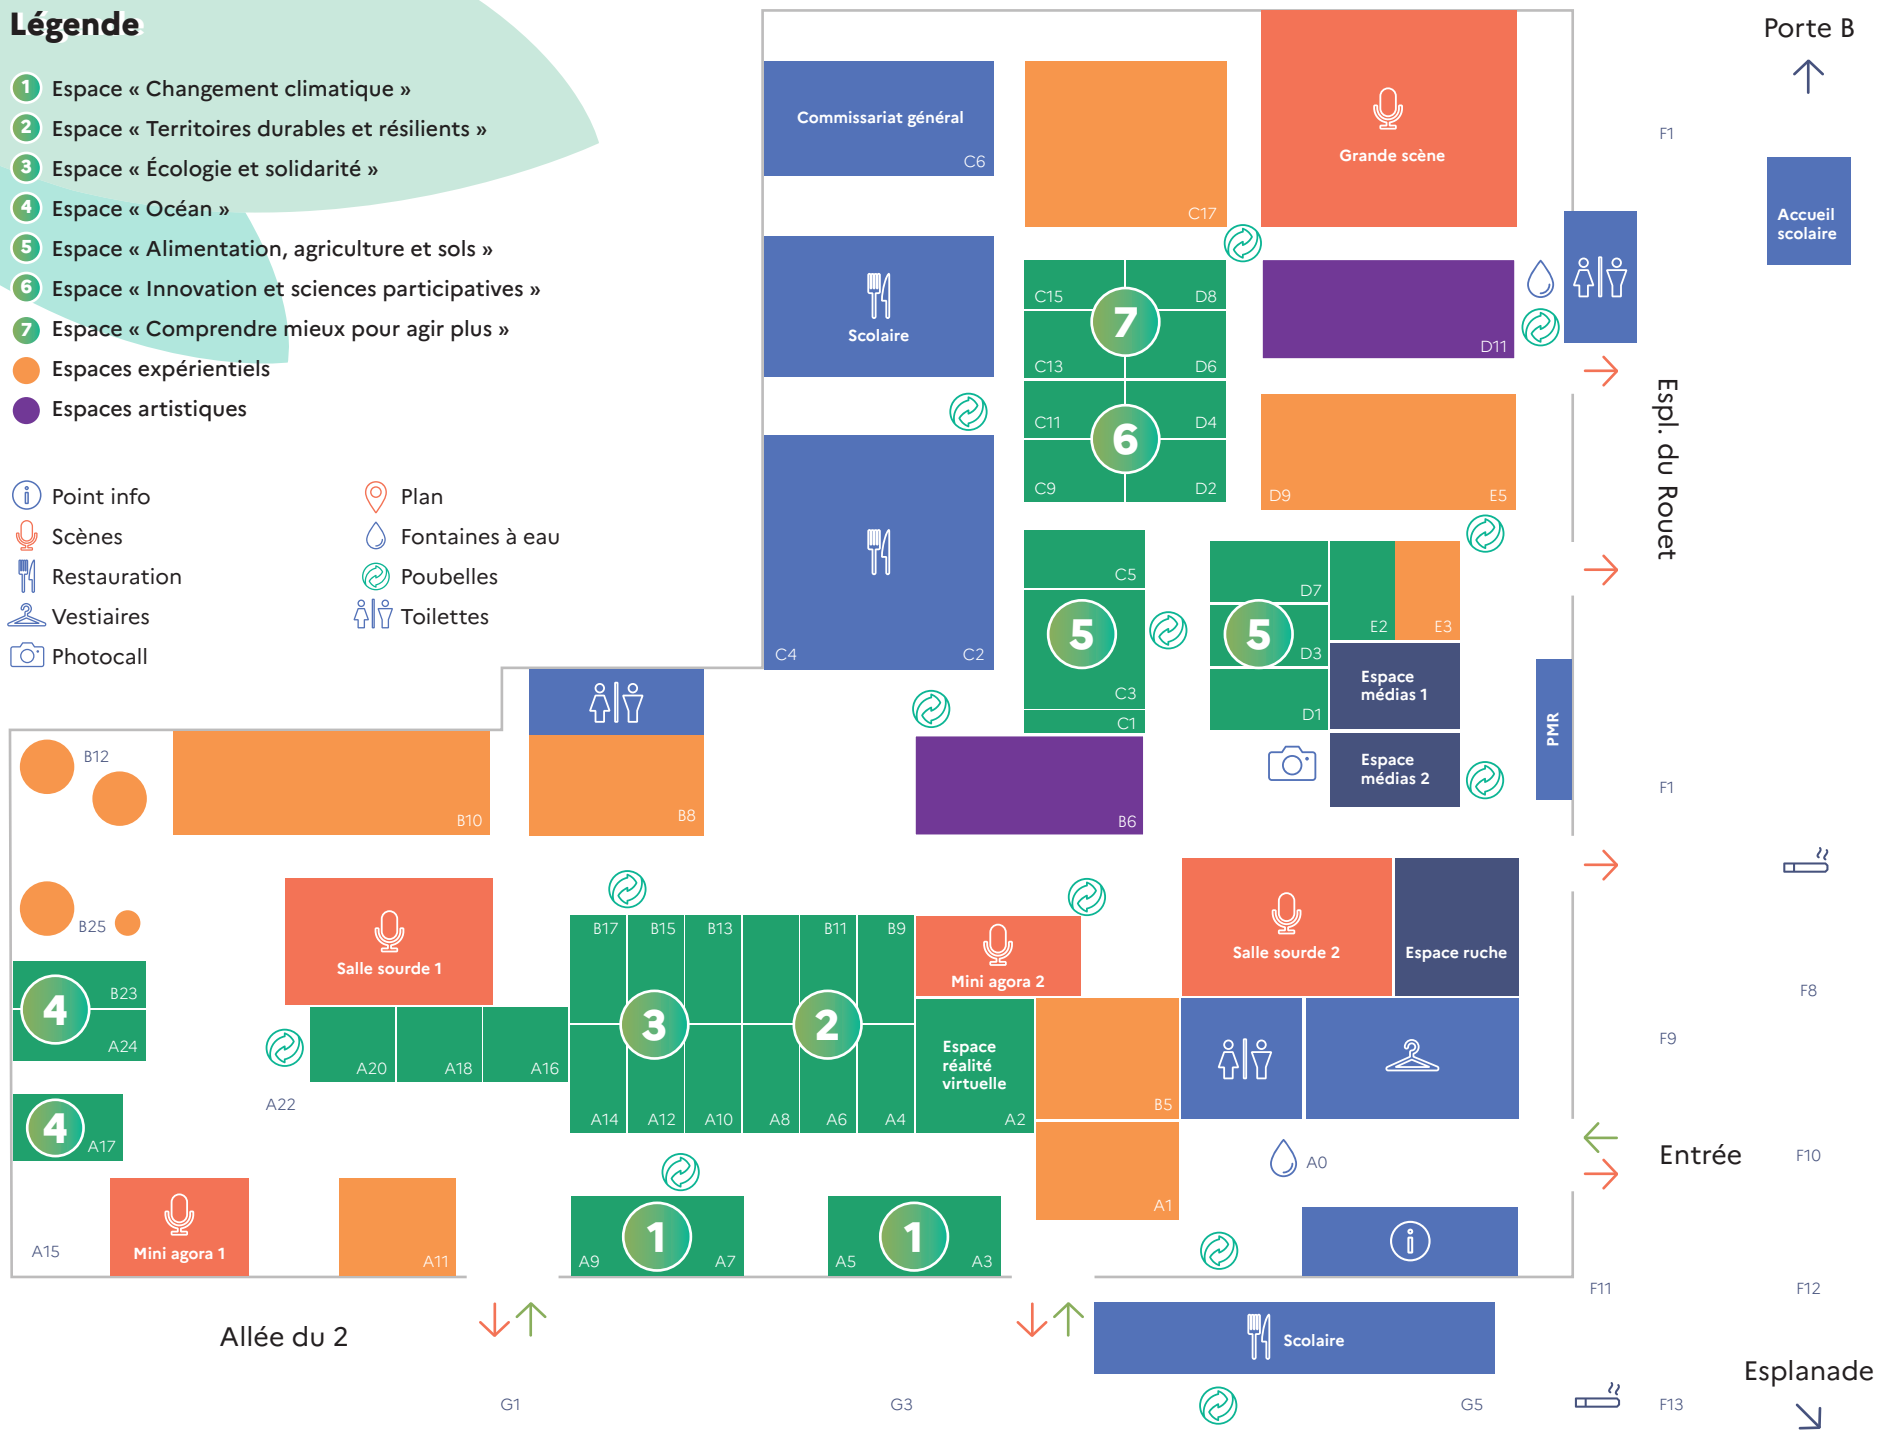 Légende
1 Espace « Changement climatique »
2 Espace « Territoires durables et résilients »
3 Espace « Écologie et solidarité »
4 Espace « Océan »
5 Espace « Alimentation, agriculture et sols »
6 Espace « Innovation et sciences participatives »
7 Espace « Comprendre mieux pour agir plus »
Espaces expérientiels
Espaces artistiques
Point info
Scènes
Restauration
Vestiaires
Photocall
Plan
Fontaines à eau
Poubelles
Toilettes
Porte B
Commissariat général
C6
C17
Grande scène
F1
Accueil
scolaire
Scolaire
C15
D8
7
C13
D6
D11
C11
D4
6
C9
D2
D9
E5
Espl. du Rouet
C4
C2
C5
5
C3
C1
D7
5
D3
D1
E2
E3
Espace
médias 1
Espace
médias 2
PMR
F1
B12
B10
B8
B6
B25
Salle sourde 1
B17
B15
B13
B11
B9
Mini agora 2
Salle sourde 2
Espace ruche
4
B23
A24
A20
A18
A16
3
2
A14
A12
A10
A8
A6
A4
Espace
réalité
virtuelle
A2
B5
F8
F9
A22
4
A17
A0
Entrée
F10
A1
A15
Mini agora 1
A11
1
A9
A7
1
A5
A3
F11
F12
Allée du 2
Scolaire
Esplanade
G1
G3
G5
F13